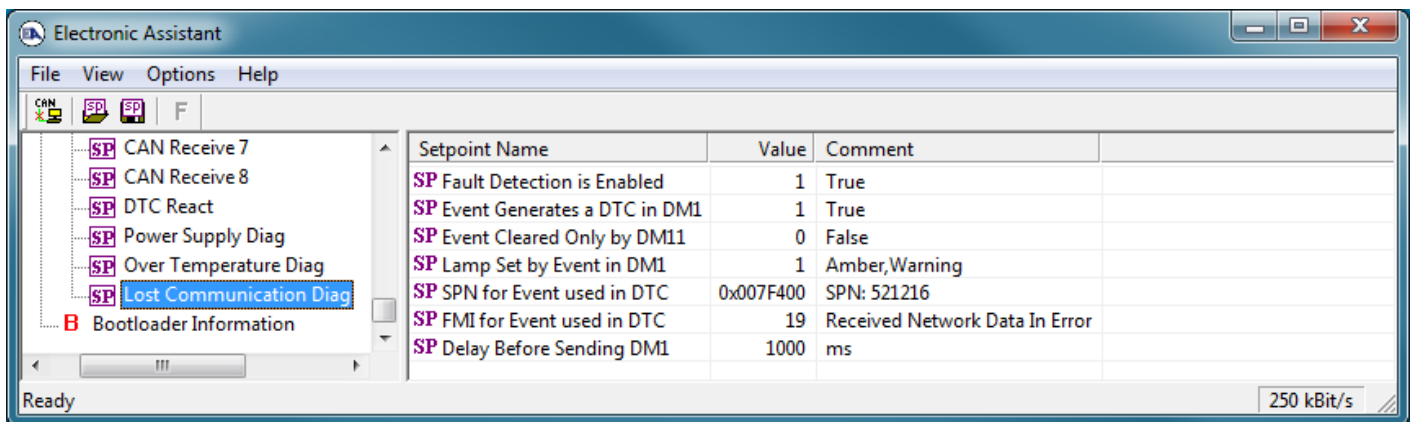 EA Electronic Assistant
File View Options Help
CAN SP SP F
SP CAN Receive 7
SP CAN Receive 8
SP DTC React
SP Power Supply Diag
SP Over Temperature Diag
SP Lost Communication Diag
B Bootloader Information
Setpoint Name Value Comment
SP Fault Detection is Enabled 1 True
SP Event Generates a DTC in DM1 1 True
SP Event Cleared Only by DM11 0 False
SP Lamp Set by Event in DM1 1 Amber,Warning
SP SPN for Event used in DTC 0x007F400 SPN: 521216
SP FMI for Event used in DTC 19 Received Network Data In Error
SP Delay Before Sending DM1 1000 ms
Ready 250 kBit/s